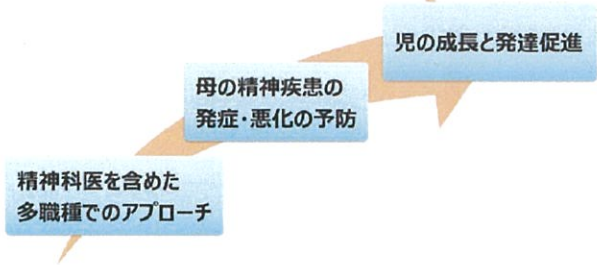 児の成長と発達促進
母の精神疾患の
発症・悪化の予防
精神科医を含めた
多職種でのアプローチ